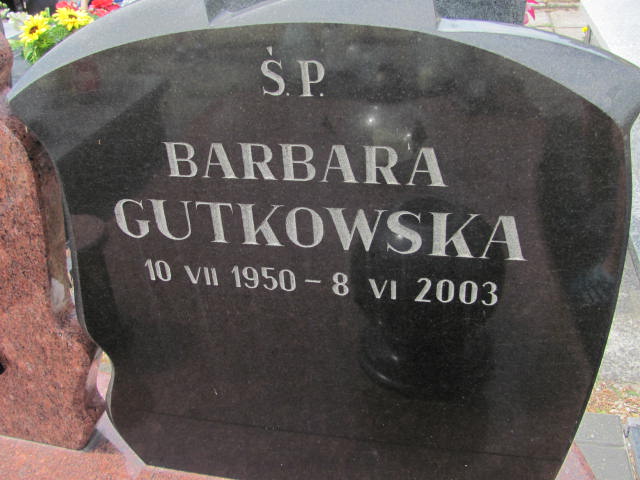 Ś.P.
BARBARA
GUTKOWSKA
10 VII 1950 – 8 VI 2003